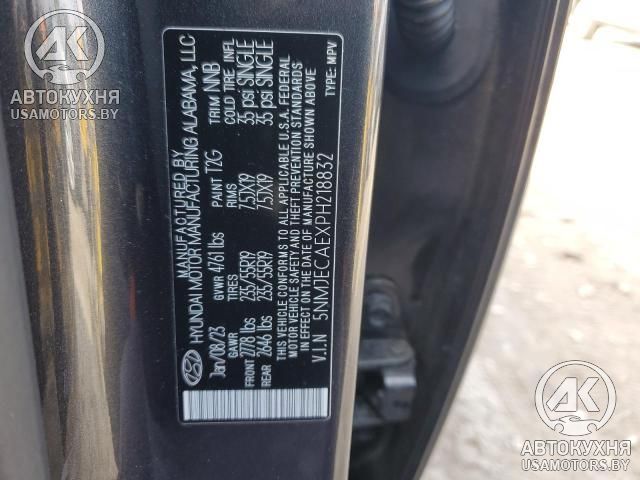 MANUFACTURED BY
HYUNDAI MOTOR MANUFACTURING ALABAMA, LLC
Jan/08/23 GVWR 4761 lbs PAINT T2G TRIM NNB
GAWR TIRES RIMS COLD TIRE INFL
FRONT 2778 lbs 235/55R19 7.5JX19 35 psi SINGLE
REAR 2646 lbs 235/55R19 7.5JX19 35 psi SINGLE
THIS VEHICLE CONFORMS TO ALL APPLICABLE U.S.A. FEDERAL
MOTOR VEHICLE SAFETY AND THEFT PREVENTION STANDARDS
IN EFFECT ON THE DATE OF MANUFACTURE SHOWN ABOVE
V.I.N 5NMJECAEXPH218832 TYPE: MPV
АК
АВТОКУХНЯ
USAMOTORS.BY
АК
АВТОКУХНЯ
USAMOTORS.BY